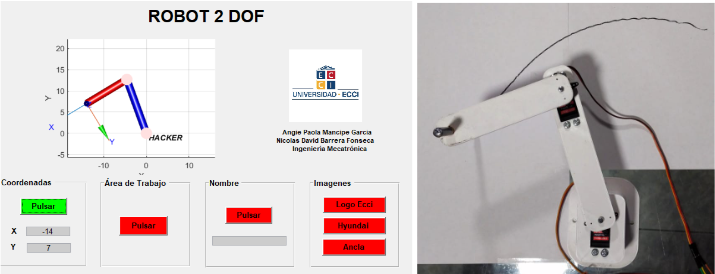 ROBOT 2 DOF
20
15
10
5
0
-5
Y
X
Y
HACKER
-10
0
10
E C
C I
UNIVERSIDAD - ECCI
Angie Paola Mancipe Garcia
Nicolas David Barrera Fonseca
Ingeniería Mecatrónica
Coordenadas
Pulsar
X -14
Y 7
Área de Trabajo
Pulsar
Nombre
Pulsar
Imagenes
Logo Ecci
Hyundai
Ancla